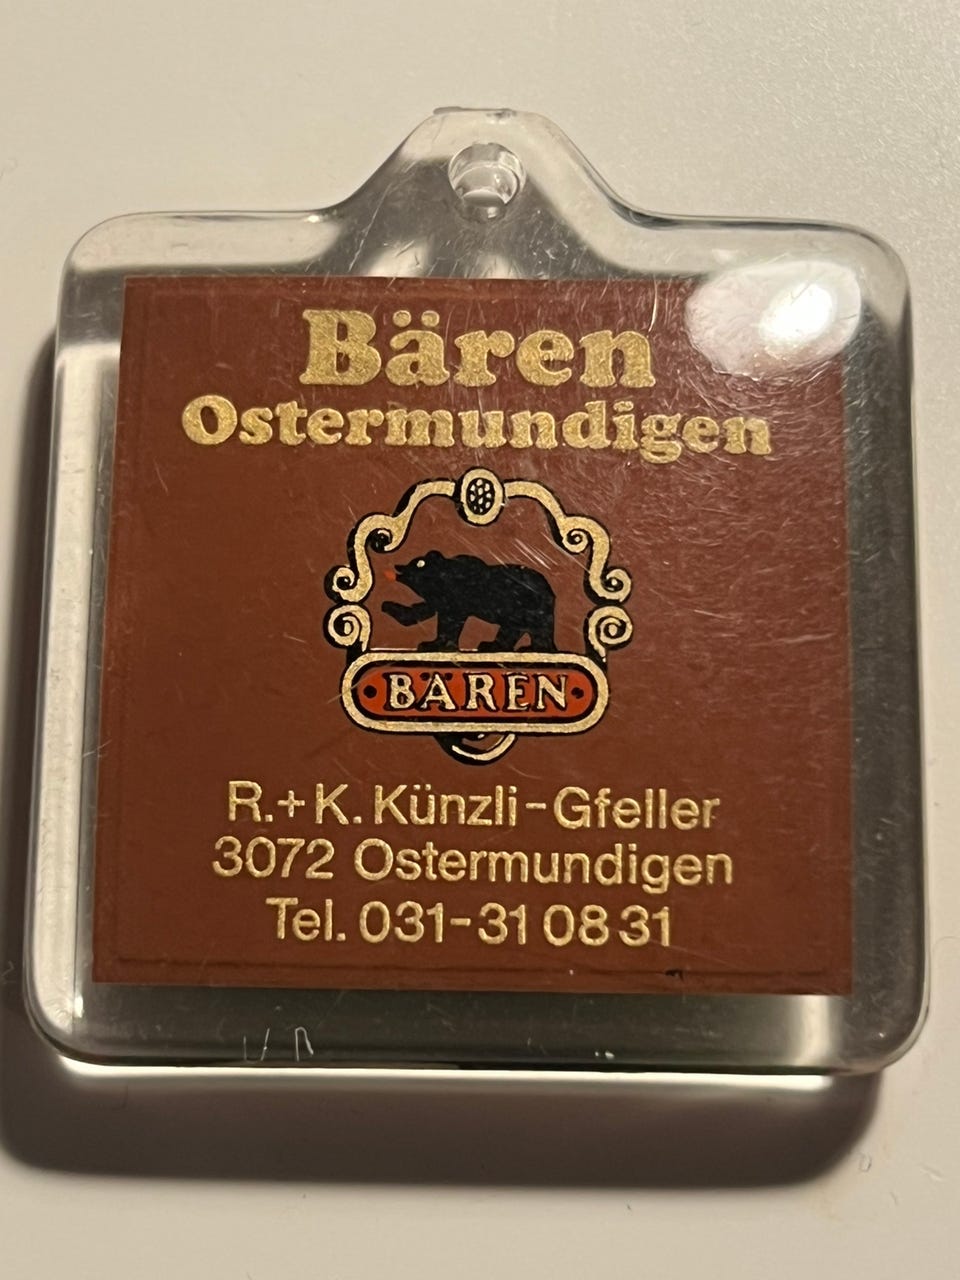 Bären
Ostermundigen
BÄREN
R.+K. Künzli-Gfeller
3072 Ostermundigen
Tel. 031-31 08 31